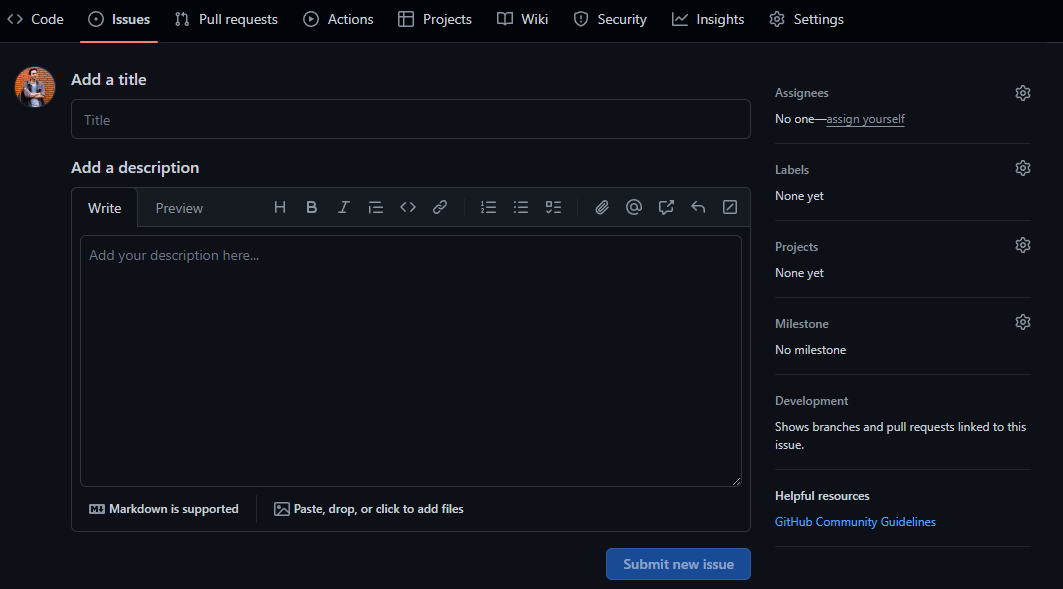 Code Issues Pull requests Actions Projects Wiki Security Insights Settings
Add a title
Title
Add a description
Write Preview
Add your description here...
Markdown is supported Paste, drop, or click to add files
Submit new issue
Assignees
No one—assign yourself
Labels
None yet
Projects
None yet
Milestone
No milestone
Development
Shows branches and pull requests linked to this
issue.
Helpful resources
GitHub Community Guidelines